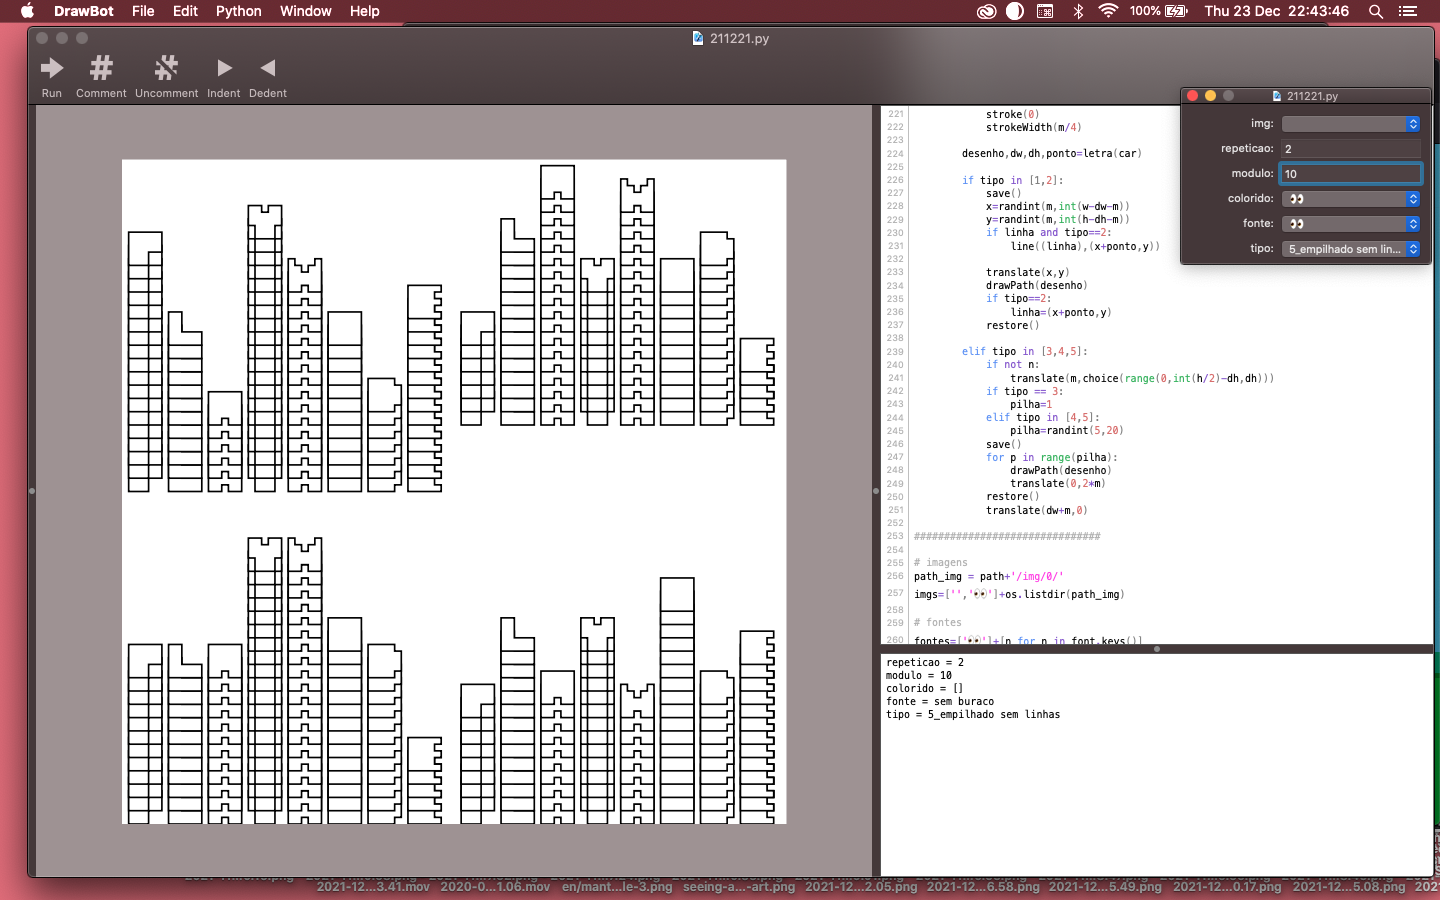 DrawBot File Edit Python Window Help 100% Thu 23 Dec 22:43:46
211221.py
Run Comment Uncomment Indent Dedent
221 stroke(0)
222 strokeWidth(m/4)
223
224 desenho,dw,dh,ponto=letra(car)
225
226 if tipo in [1,2]:
227 save()
228 x=randint(m,int(w-dw-m))
229 y=randint(m,int(h-dh-m))
230 if linha and tipo==2:
231 line((linha),(x+ponto,y))
232
233 translate(x,y)
234 drawPath(desenho)
235 if tipo==2:
236 linha=(x+ponto,y)
237 restore()
238
239 elif tipo in [3,4,5]:
240 if not n:
241 translate(m,choice(range(0,int(h/2)-dh,dh)))
242 if tipo == 3:
243 pilha=1
244 elif tipo in [4,5]:
245 pilha=randint(5,20)
246 save()
247 for p in range(pilha):
248 drawPath(desenho)
249 translate(0,2*m)
250 restore()
251 translate(dw+m,0)
252
253 ###############################
254
255 # imagens
256 path_img = path+'/img/0/'
257 imgs=['','👀']+os.listdir(path_img)
258
259 # fontes
260 fontes=['👀']+[n for n in font.keys()]
211221.py
img:
repeticao: 2
modulo: 10
colorido: 👀
fonte: 👀
tipo: 5_empilhado sem lin...
repeticao = 2
modulo = 10
colorido = []
fonte = sem buraco
tipo = 5_empilhado sem linhas
2021-12...3.41.mov 2020-0...1.06.mov en/mant...le-3.png seeing-a...-art.png 2021-12...2.05.png 2021-12...6.58.png 2021-12...5.49.png 2021-12...0.17.png 2021-12...5.08.png